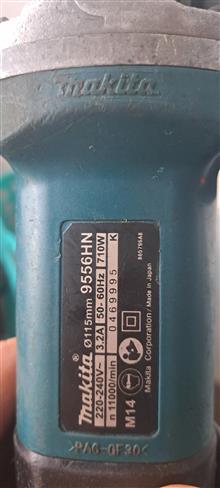 makita
makita® Ø115mm 9556HN
220-240V~ 3.2A 50-60Hz 710W
n 11000/min 0469995 K
M14
Makita Corporation / Made in Japan
>PA6-GF30<